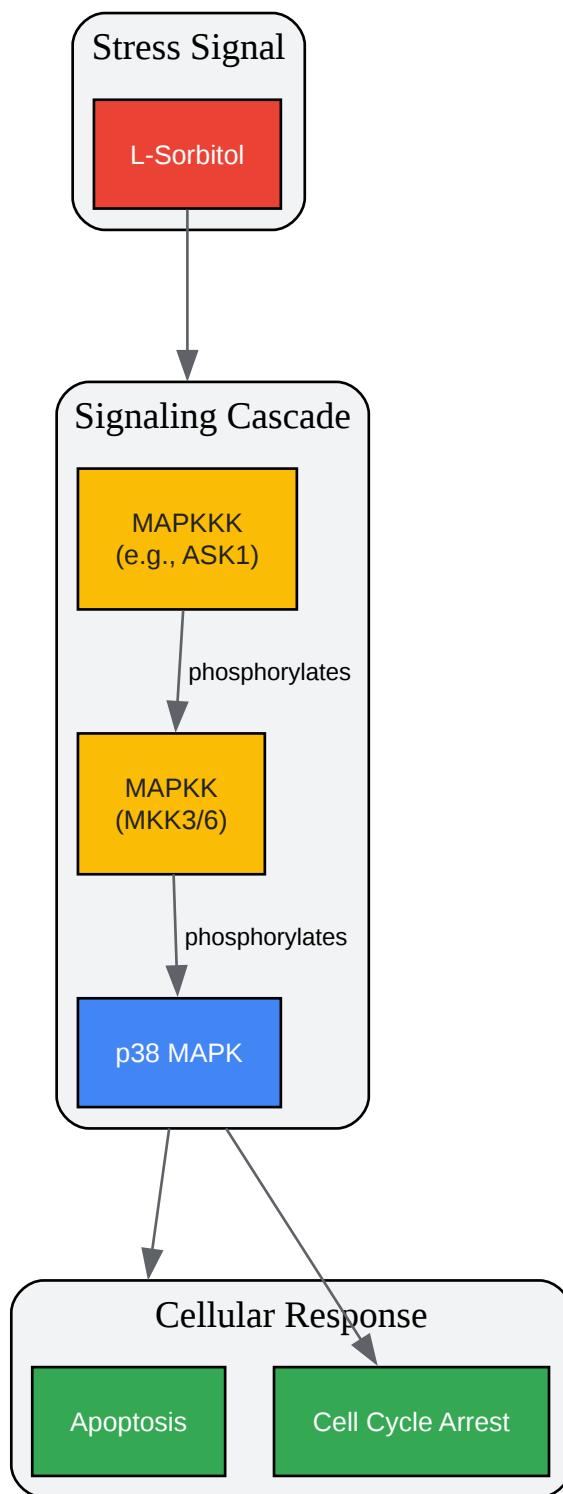 Stress Signal
L-Sorbitol
Signaling Cascade
MAPKKK
(e.g., ASK1)
phosphorylates
MAPKK
(MKK3/6)
phosphorylates
p38 MAPK
Cellular Response
Apoptosis
Cell Cycle Arrest